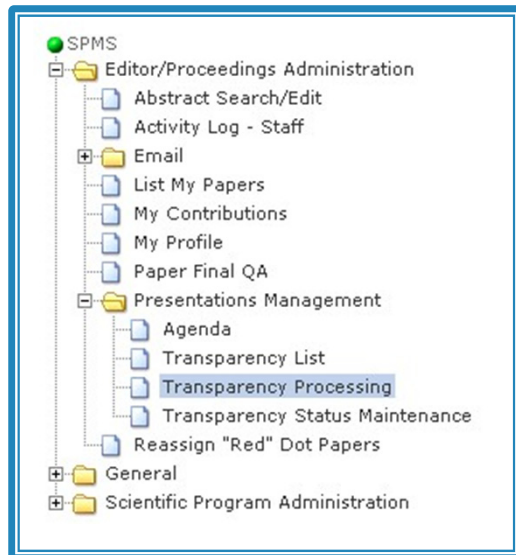 SPMS
Editor/Proceedings Administration
Abstract Search/Edit
Activity Log - Staff
Email
List My Papers
My Contributions
My Profile
Paper Final QA
Presentations Management
Agenda
Transparency List
Transparency Processing
Transparency Status Maintenance
Reassign "Red" Dot Papers
General
Scientific Program Administration